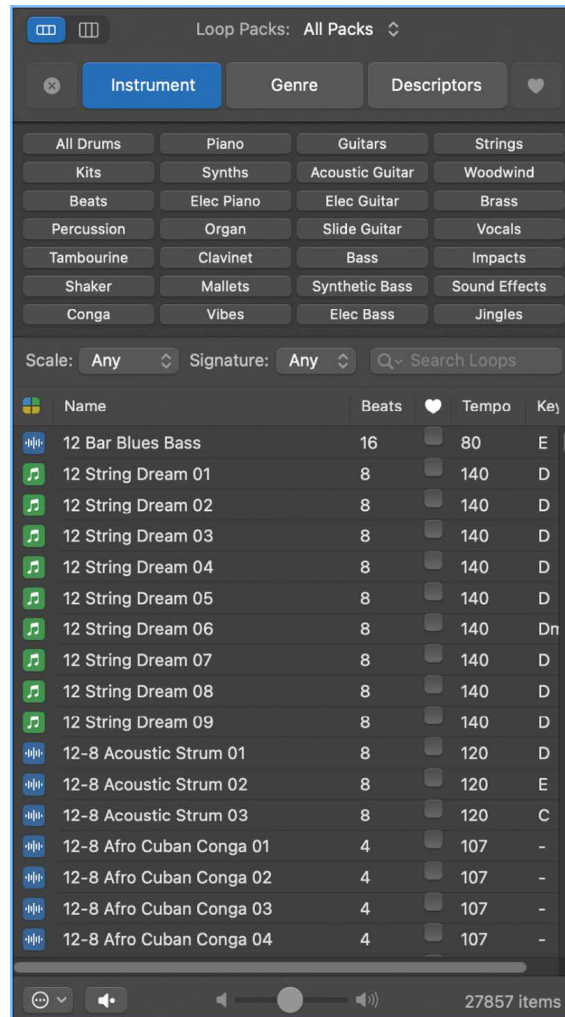 Loop Packs: All Packs
Instrument Genre Descriptors
All Drums Piano Guitars Strings
Kits Synths Acoustic Guitar Woodwind
Beats Elec Piano Elec Guitar Brass
Percussion Organ Slide Guitar Vocals
Tambourine Clavinet Bass Impacts
Shaker Mallets Synthetic Bass Sound Effects
Conga Vibes Elec Bass Jingles
Scale: Any Signature: Any Search Loops
Name Beats Tempo Key
12 Bar Blues Bass 16 80 E
12 String Dream 01 8 140 D
12 String Dream 02 8 140 D
12 String Dream 03 8 140 D
12 String Dream 04 8 140 D
12 String Dream 05 8 140 D
12 String Dream 06 8 140 Dm
12 String Dream 07 8 140 D
12 String Dream 08 8 140 D
12 String Dream 09 8 140 D
12-8 Acoustic Strum 01 8 120 D
12-8 Acoustic Strum 02 8 120 E
12-8 Acoustic Strum 03 8 120 C
12-8 Afro Cuban Conga 01 4 107 -
12-8 Afro Cuban Conga 02 4 107 -
12-8 Afro Cuban Conga 03 4 107 -
12-8 Afro Cuban Conga 04 4 107 -
27857 items